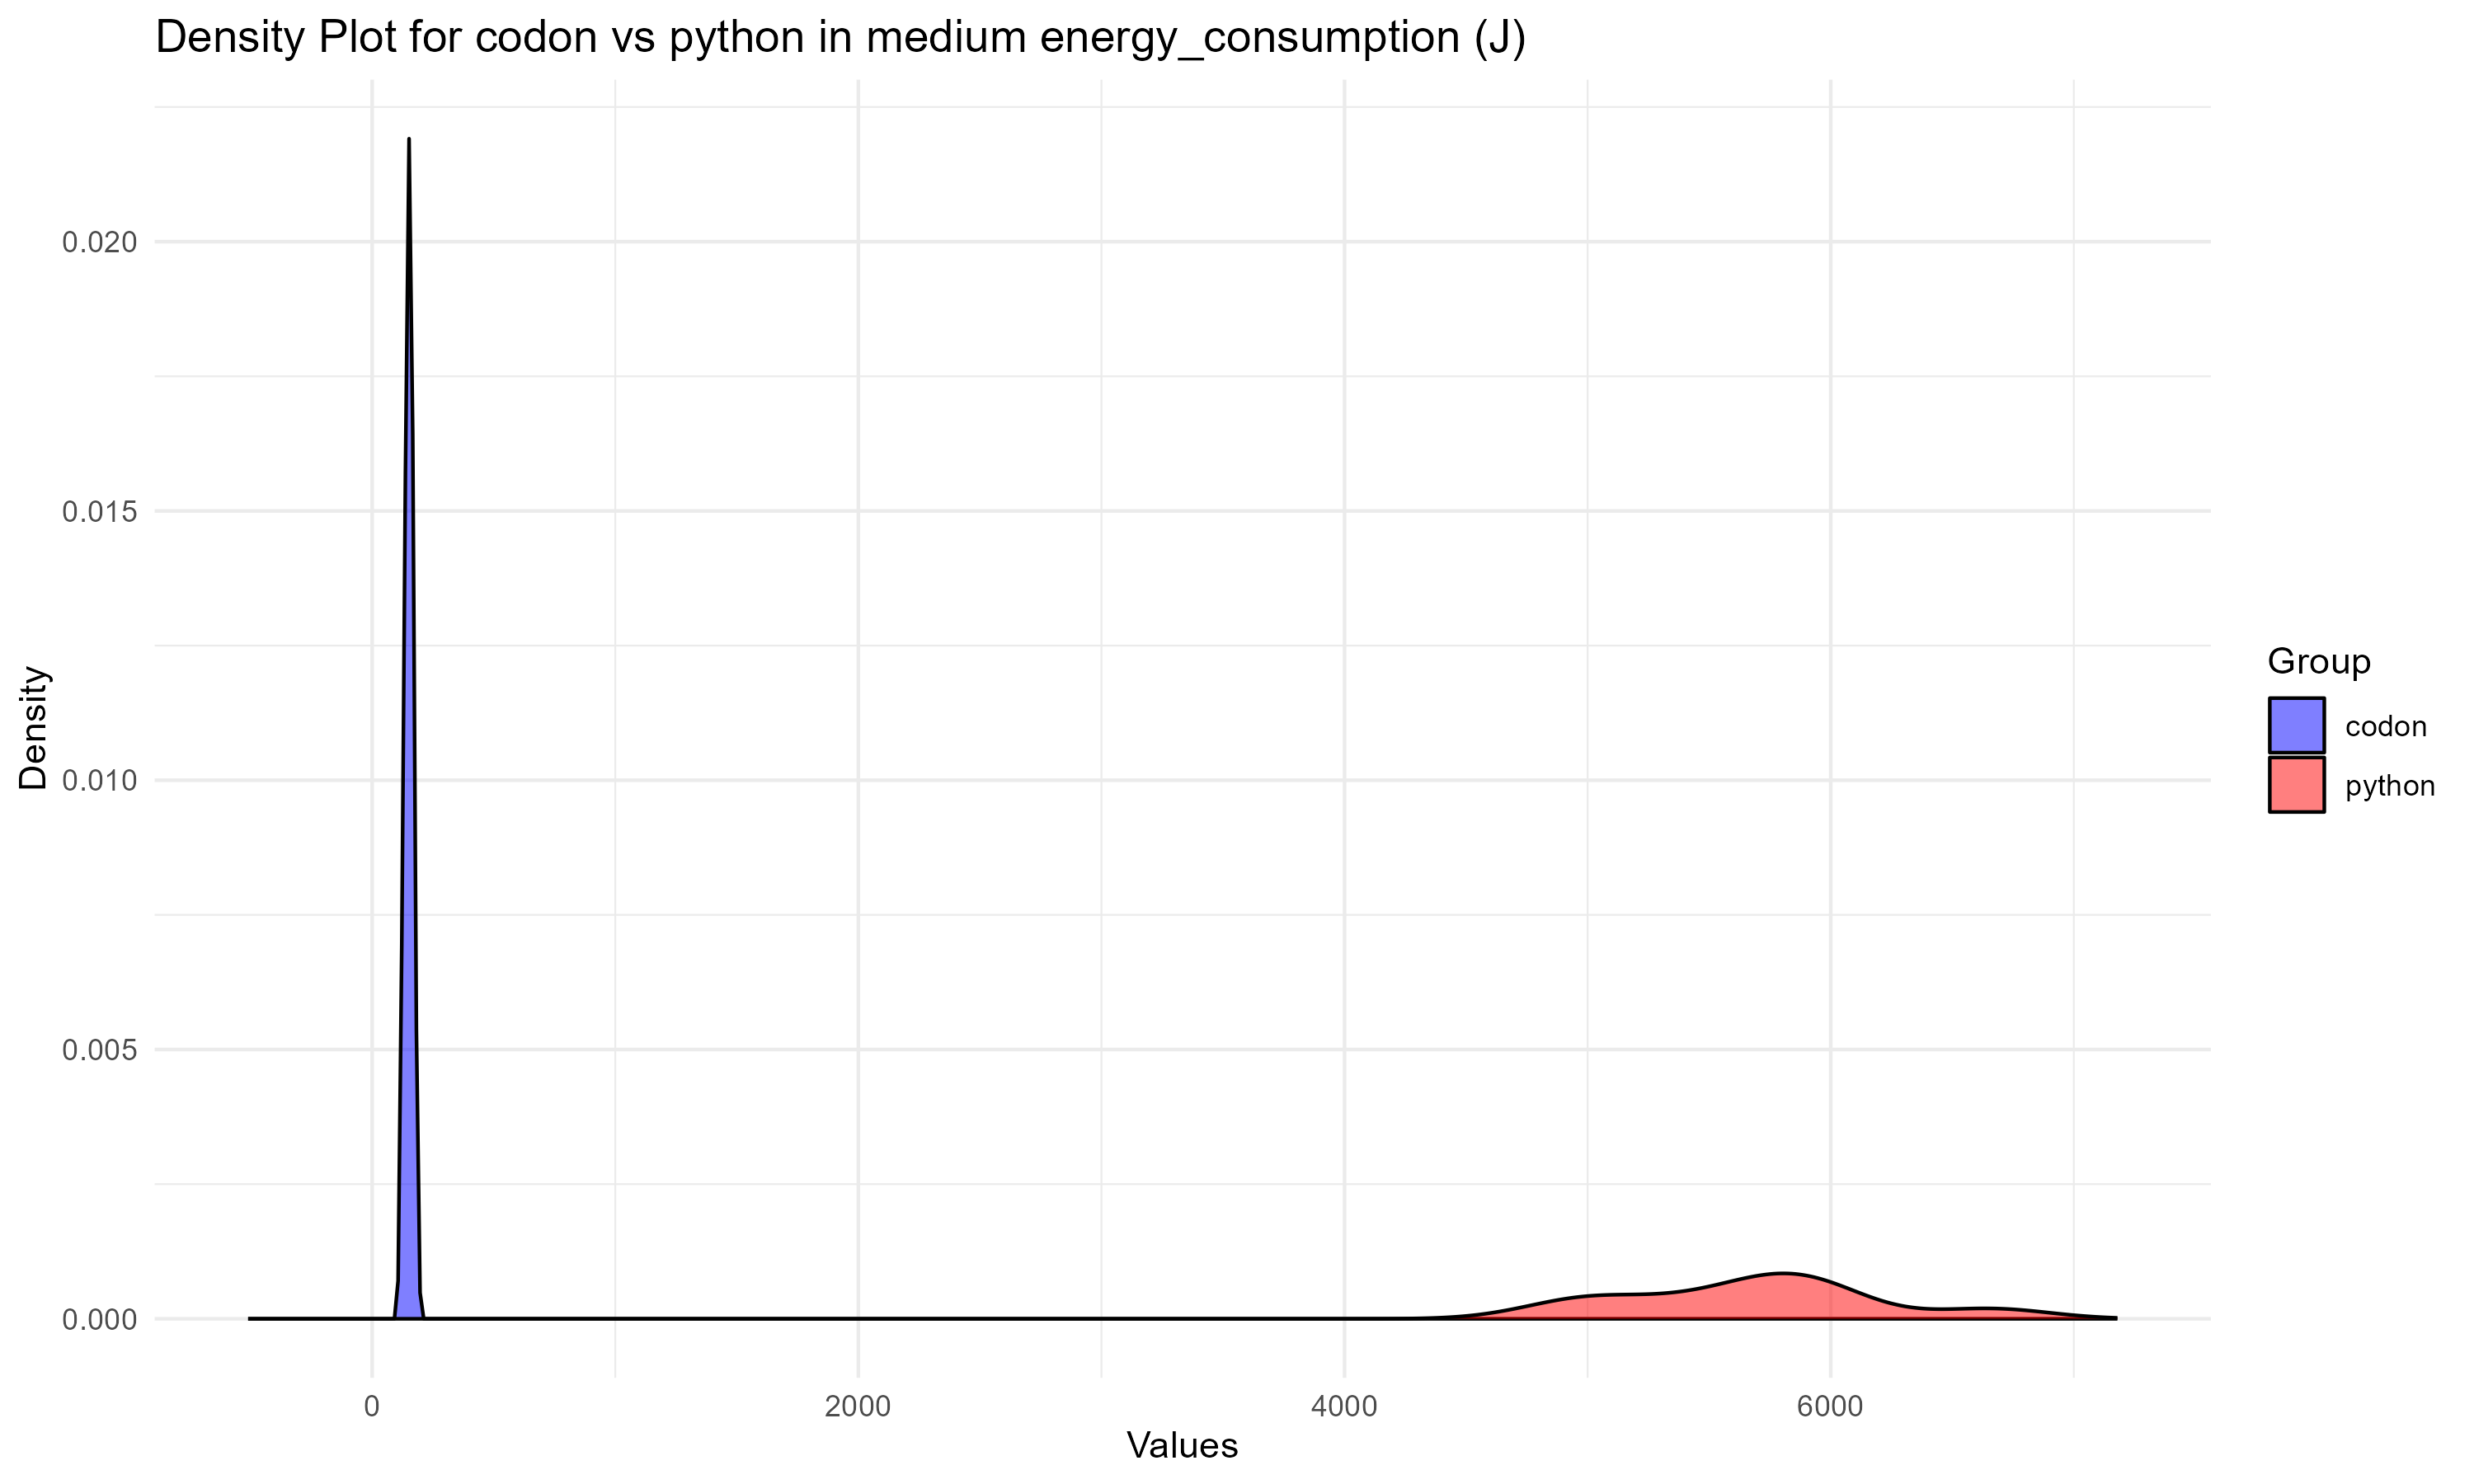 Density Plot for codon vs python in medium energy_consumption (J)
0.020
0.015
0.010
0.005
0.000
Density
0
2000
4000
6000
Values
Group
codon
python